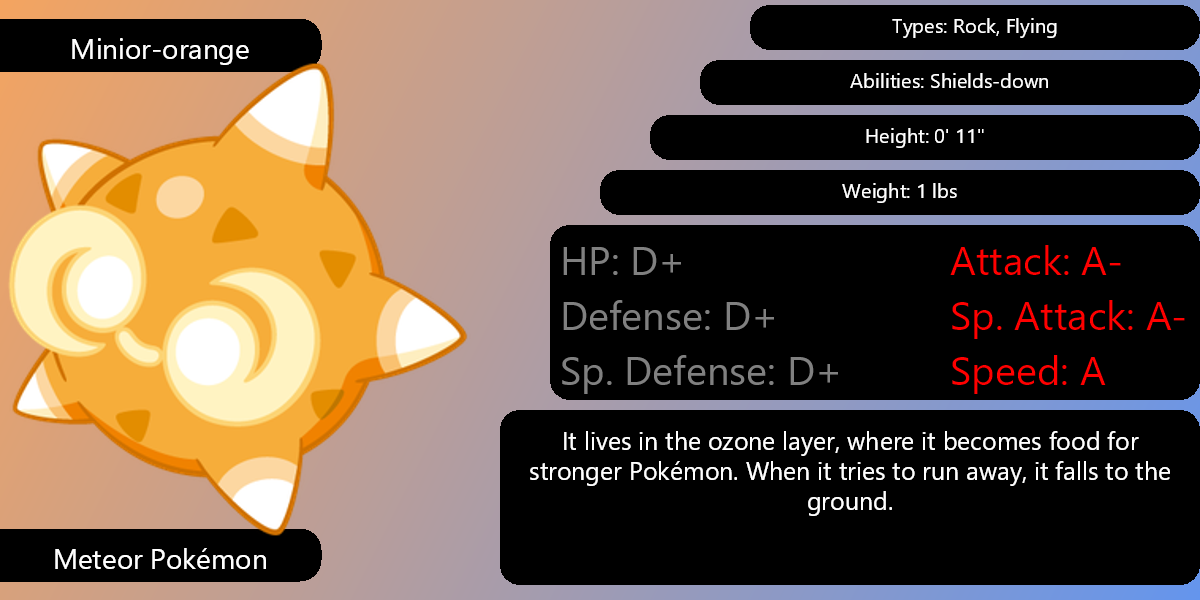 Minior-orange
Types: Rock, Flying
Abilities: Shields-down
Height: 0' 11"
Weight: 1 lbs
HP: D+
Attack: A-
Defense: D+
Sp. Attack: A-
Sp. Defense: D+
Speed: A
It lives in the ozone layer, where it becomes food for
stronger Pokémon. When it tries to run away, it falls to the
ground.
Meteor Pokémon